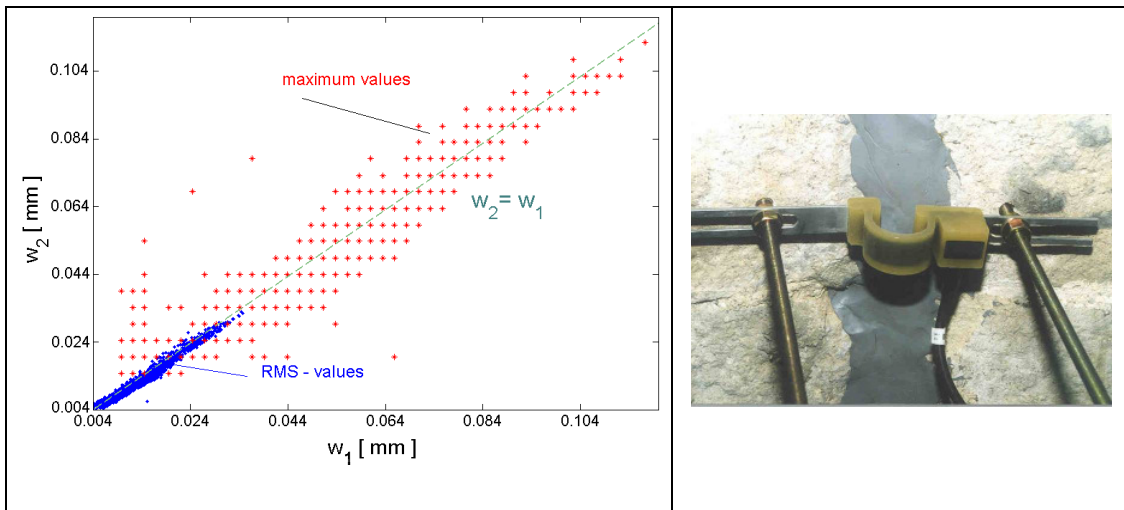 0.104
maximum values
0.084
w2 [ mm ]
0.064
w2= w1
0.044
0.024
RMS - values
0.004
0.004 0.024 0.044 0.064 0.084 0.104
w1 [ mm ]